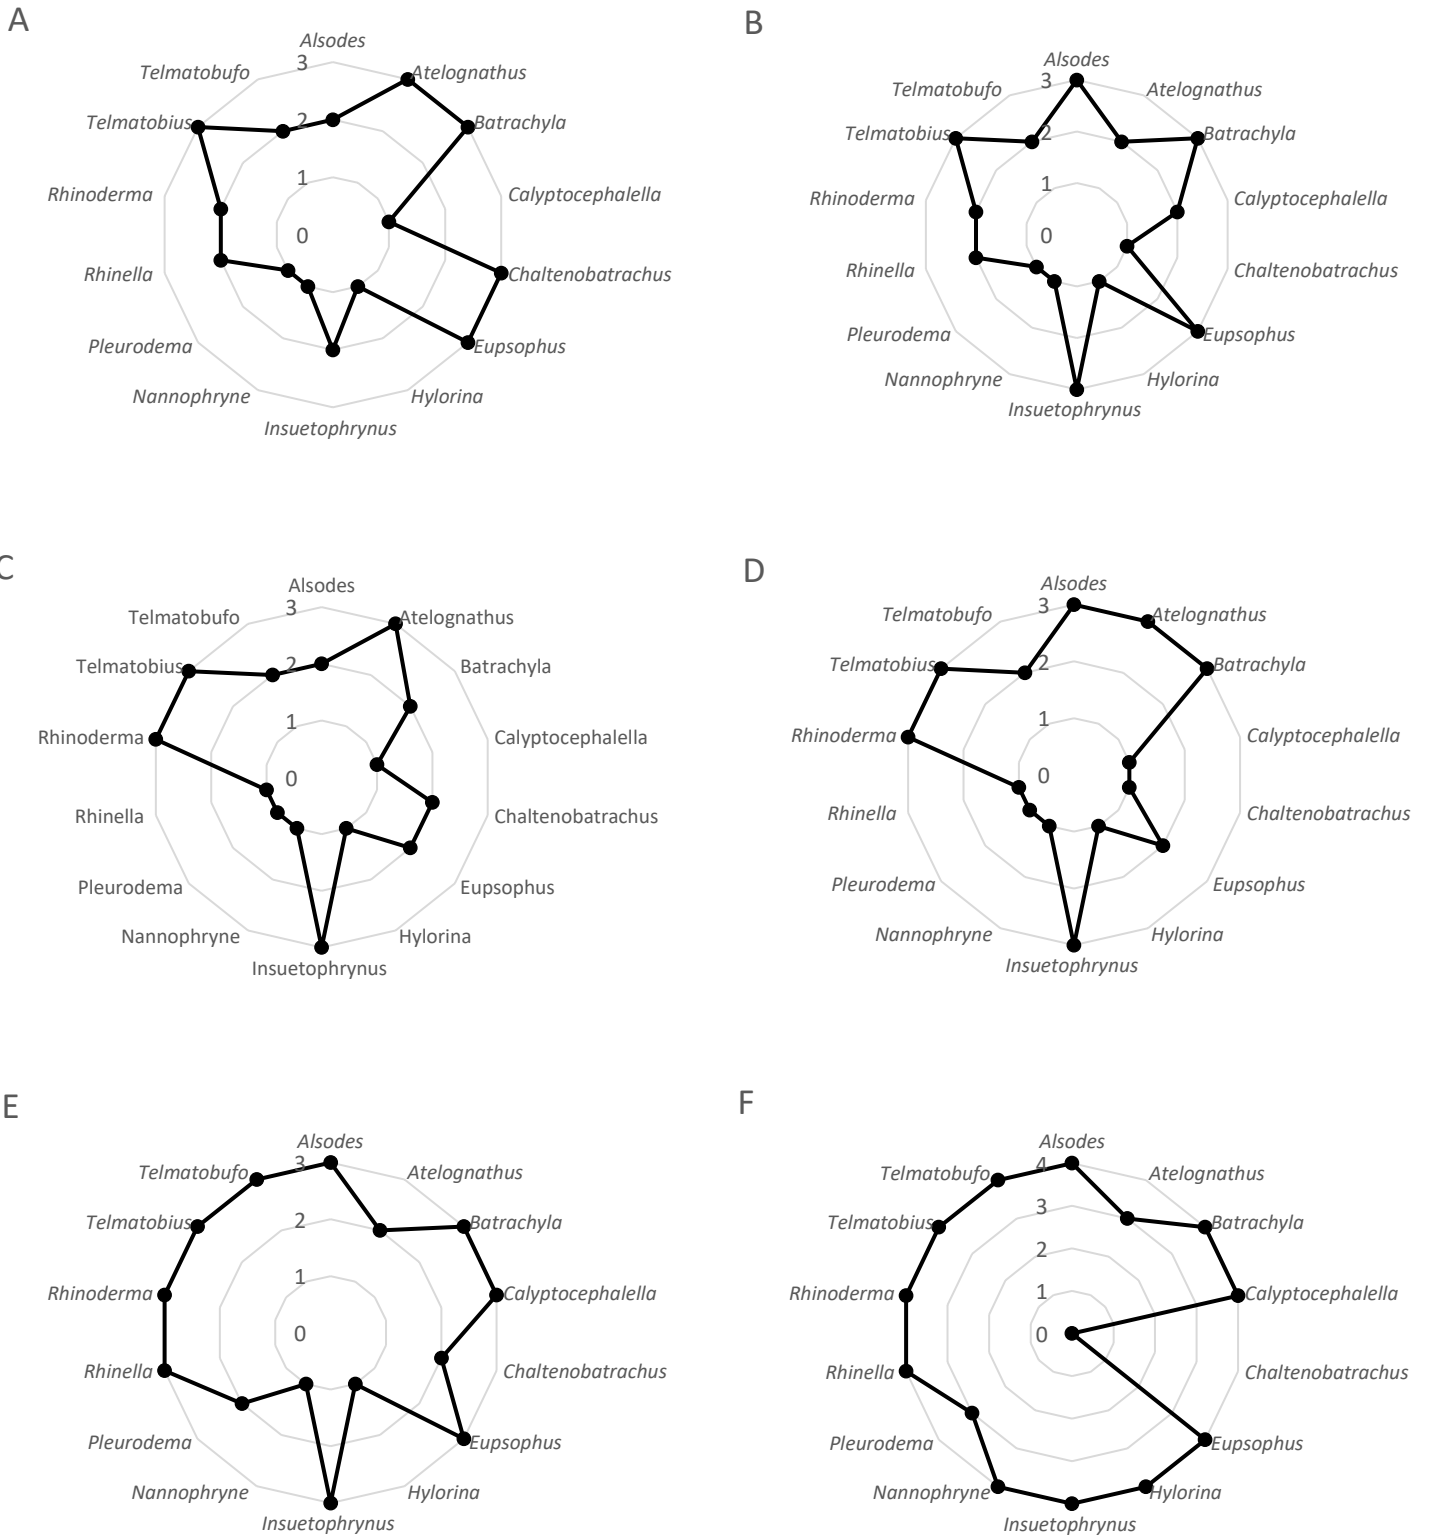 A
Alsodes
3
Telmatobufo
Atelognathus
Telmatobius
2
Batrachyla
1
Rhinoderma
Calyptocephalella
0
Rhinella
Chaltenobatrachus
Pleurodema
Eupsophus
Nannophryne
Hylorina
Insuetophrynus
B
Alsodes
3
Telmatobufo
Atelognathus
Telmatobius
2
Batrachyla
1
Rhinoderma
Calyptocephalella
0
Rhinella
Chaltenobatrachus
Pleurodema
Eupsophus
Nannophryne
Hylorina
Insuetophrynus
C
Alsodes
3
Telmatobufo
Atelognathus
Telmatobius
2
Batrachyla
1
Rhinoderma
Calyptocephalella
0
Rhinella
Chaltenobatrachus
Pleurodema
Eupsophus
Nannophryne
Hylorina
Insuetophrynus
D
Alsodes
3
Telmatobufo
Atelognathus
Telmatobius
2
Batrachyla
1
Rhinoderma
Calyptocephalella
0
Rhinella
Chaltenobatrachus
Pleurodema
Eupsophus
Nannophryne
Hylorina
Insuetophrynus
E
Alsodes
3
Telmatobufo
Atelognathus
Telmatobius
2
Batrachyla
1
Rhinoderma
Calyptocephalella
0
Rhinella
Chaltenobatrachus
Pleurodema
Eupsophus
Nannophryne
Hylorina
Insuetophrynus
F
Alsodes
4
Telmatobufo
Atelognathus
3
Telmatobius
Batrachyla
2
1
Rhinoderma
Calyptocephalella
0
Rhinella
Chaltenobatrachus
Pleurodema
Eupsophus
Nannophryne
Hylorina
Insuetophrynus